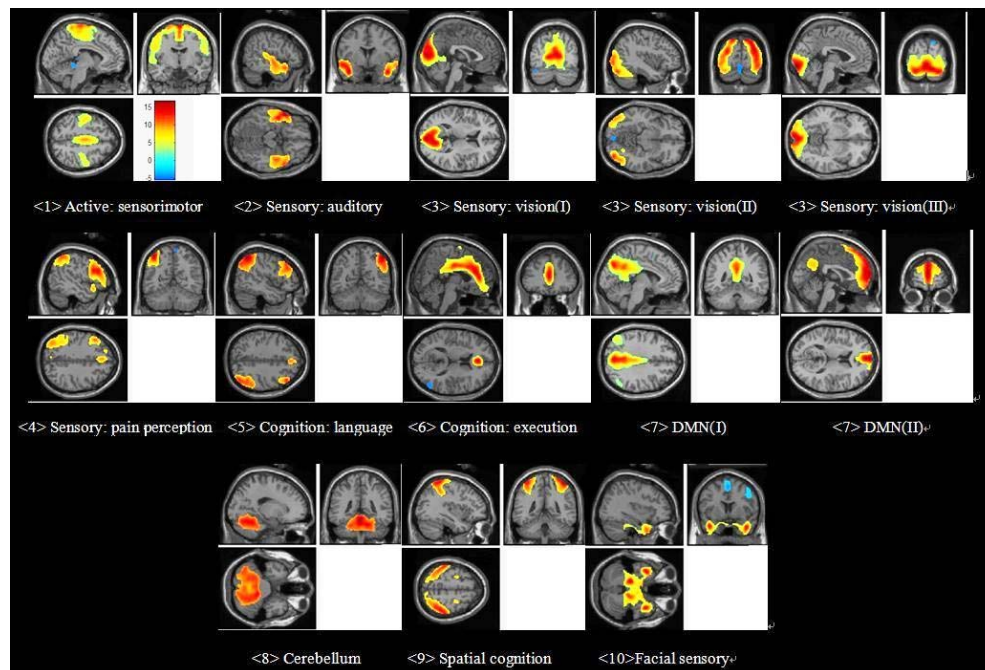 15
10
5
0
-5
<1> Active: sensorimotor <2> Sensory: auditory <3> Sensory: vision(I) <3> Sensory: vision(II) <3> Sensory: vision(III)↵
<4> Sensory: pain perception <5> Cognition: language <6> Cognition: execution <7> DMN(I) <7> DMN(II)↵
<8> Cerebellum <9> Spatial cognition <10>Facial sensory↵